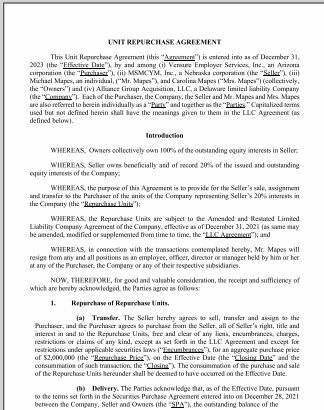 UNIT REPURCHASE AGREEMENT
This Unit Repurchase Agreement (this “Agreement”) is entered into as of December 31,
2023 (the “Effective Date”), by and among (i) Vensure Employer Services, Inc., an Arizona
corporation (the “Purchaser”), (ii) MSMCYM, Inc., a Nebraska corporation (the “Seller”), (iii)
Michael Mapes, an individual, (“Mr. Mapes”), and Carolina Mapes (“Mrs. Mapes”) (collectively,
the “Owners”) and (iv) Alliance Group Acquisition, LLC, a Delaware limited liability company
(the “Company”). Each of the Purchaser, the Company, the Seller and Mr. Mapes and Mrs. Mapes
are also referred to herein individually as a “Party” and together as the “Parties.” Capitalized terms
used but not defined herein shall have the meanings given to them in the LLC Agreement (as
defined below).
Introduction
WHEREAS, Owners collectively own 100% of the outstanding equity interests in Seller;
WHEREAS, Seller owns beneficially and of record 20% of the issued and outstanding
equity interests of the Company;
WHEREAS, the purpose of this Agreement is to provide for the Seller’s sale, assignment
and transfer to the Purchaser of the units of the Company representing Seller’s 20% interests
in the Company (the “Repurchase Units”);
WHEREAS, the Repurchase Units are subject to the Amended and Restated Limited
Liability Company Agreement of the Company, effective as of December 31, 2021 (as same may
be amended, modified or supplemented from time to time, the “LLC Agreement”); and
WHEREAS, in connection with the transactions contemplated hereby, Mr. Mapes will
resign from any and all positions as an employee, officer, director or manager held by him or her
at any of the Purchaser, the Company or any of their respective subsidiaries.
NOW, THEREFORE, for good and valuable consideration, the receipt and sufficiency of
which are hereby acknowledged, the Parties agree as follows:
1. Repurchase of Repurchase Units.
(a) Transfer. The Seller agrees to sell, transfer and assign to the
Purchaser, and the Purchaser agrees to purchase from the Seller, all of Seller’s right, title and
interest in and to the Repurchase Units, free and clear of any liens, encumbrances, charges,
restrictions or claims of any kind, except as set forth in the LLC Agreement and except for
restrictions under applicable securities laws (“Encumbrances”), for an aggregate purchase price
of $2,000,000 (the “Repurchase Price”), on the Effective Date (the “Closing Date” and the
consummation of such transaction, the “Closing”). The consummation of the purchase and sale
of the Repurchase Units hereunder shall be deemed to have occurred on the Effective Date.
(b) Delivery. The Parties acknowledge that, as of the Effective Date, pursuant
to the terms set forth in the Securities Purchase Agreement entered into on December 28, 2021
between the Company, Seller and Owners (the “SPA”), the outstanding balance of the